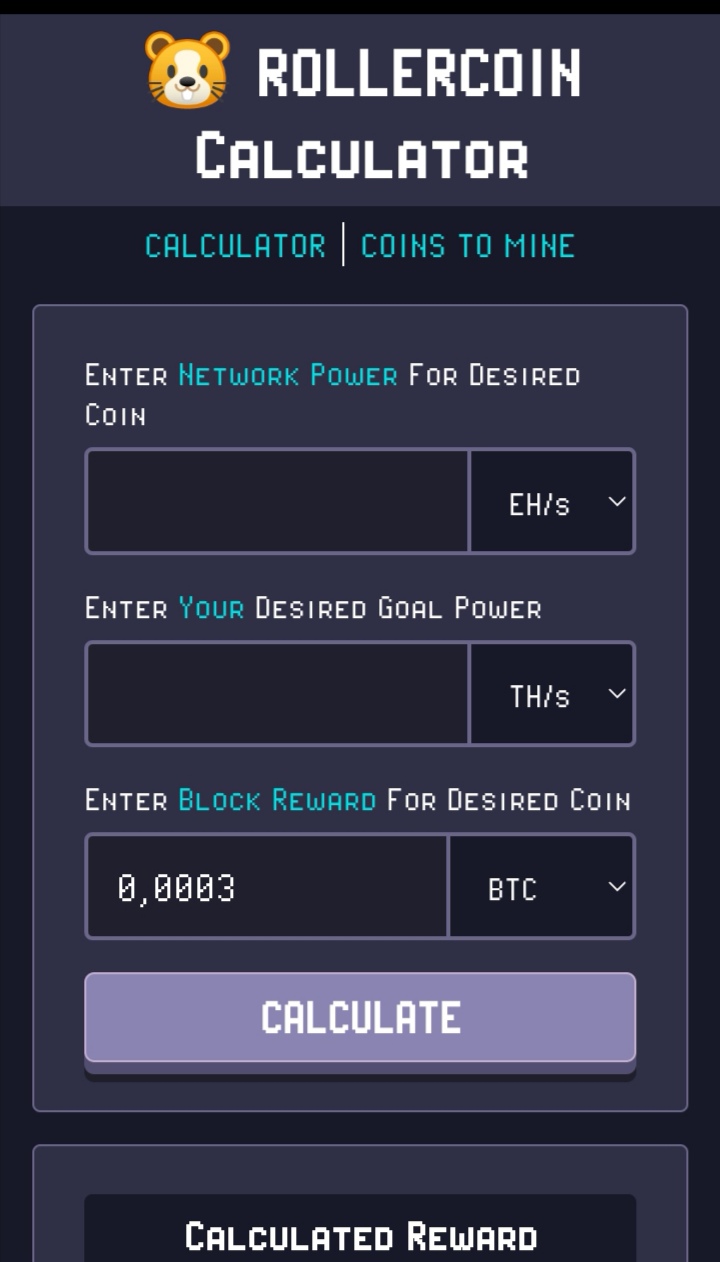 ROLLERCOIN
CALCULATOR
CALCULATOR | COINS TO MINE
ENTER NETWORK POWER FOR DESIRED
COIN
EH/s
ENTER YOUR DESIRED GOAL POWER
TH/s
ENTER BLOCK REWARD FOR DESIRED COIN
0,0003
BTC
CALCULATE
CALCULATED REWARD